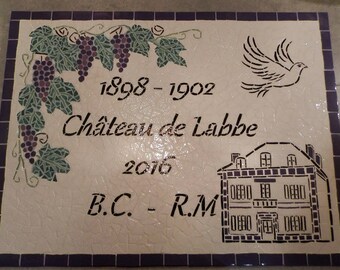 1898 - 1902
Château de Labbe
2016
B.C. - R.M